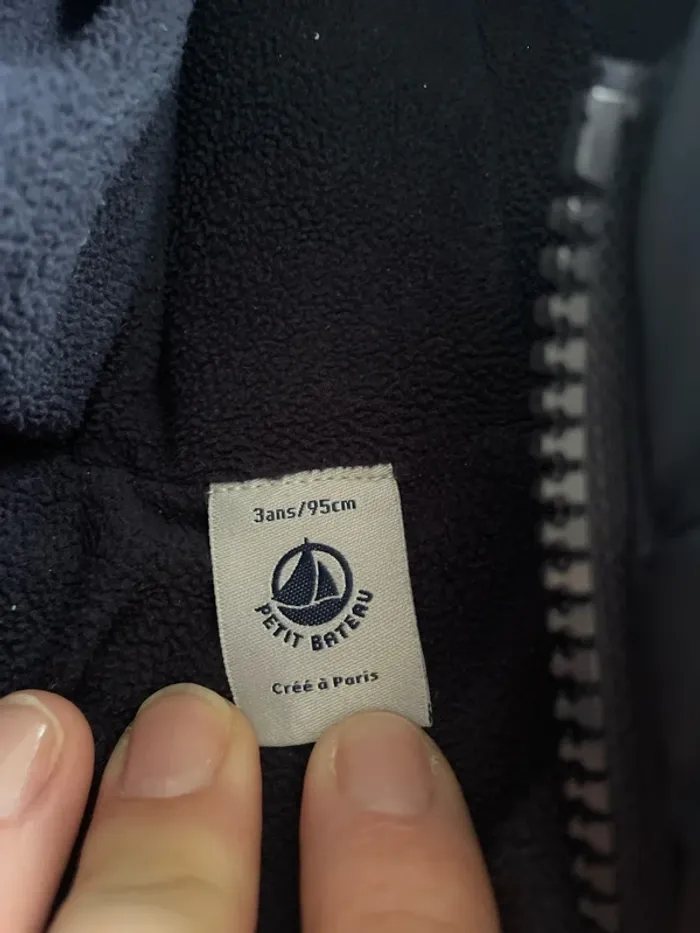 3ans/95cm
PETIT BATEAU
Créé à Paris